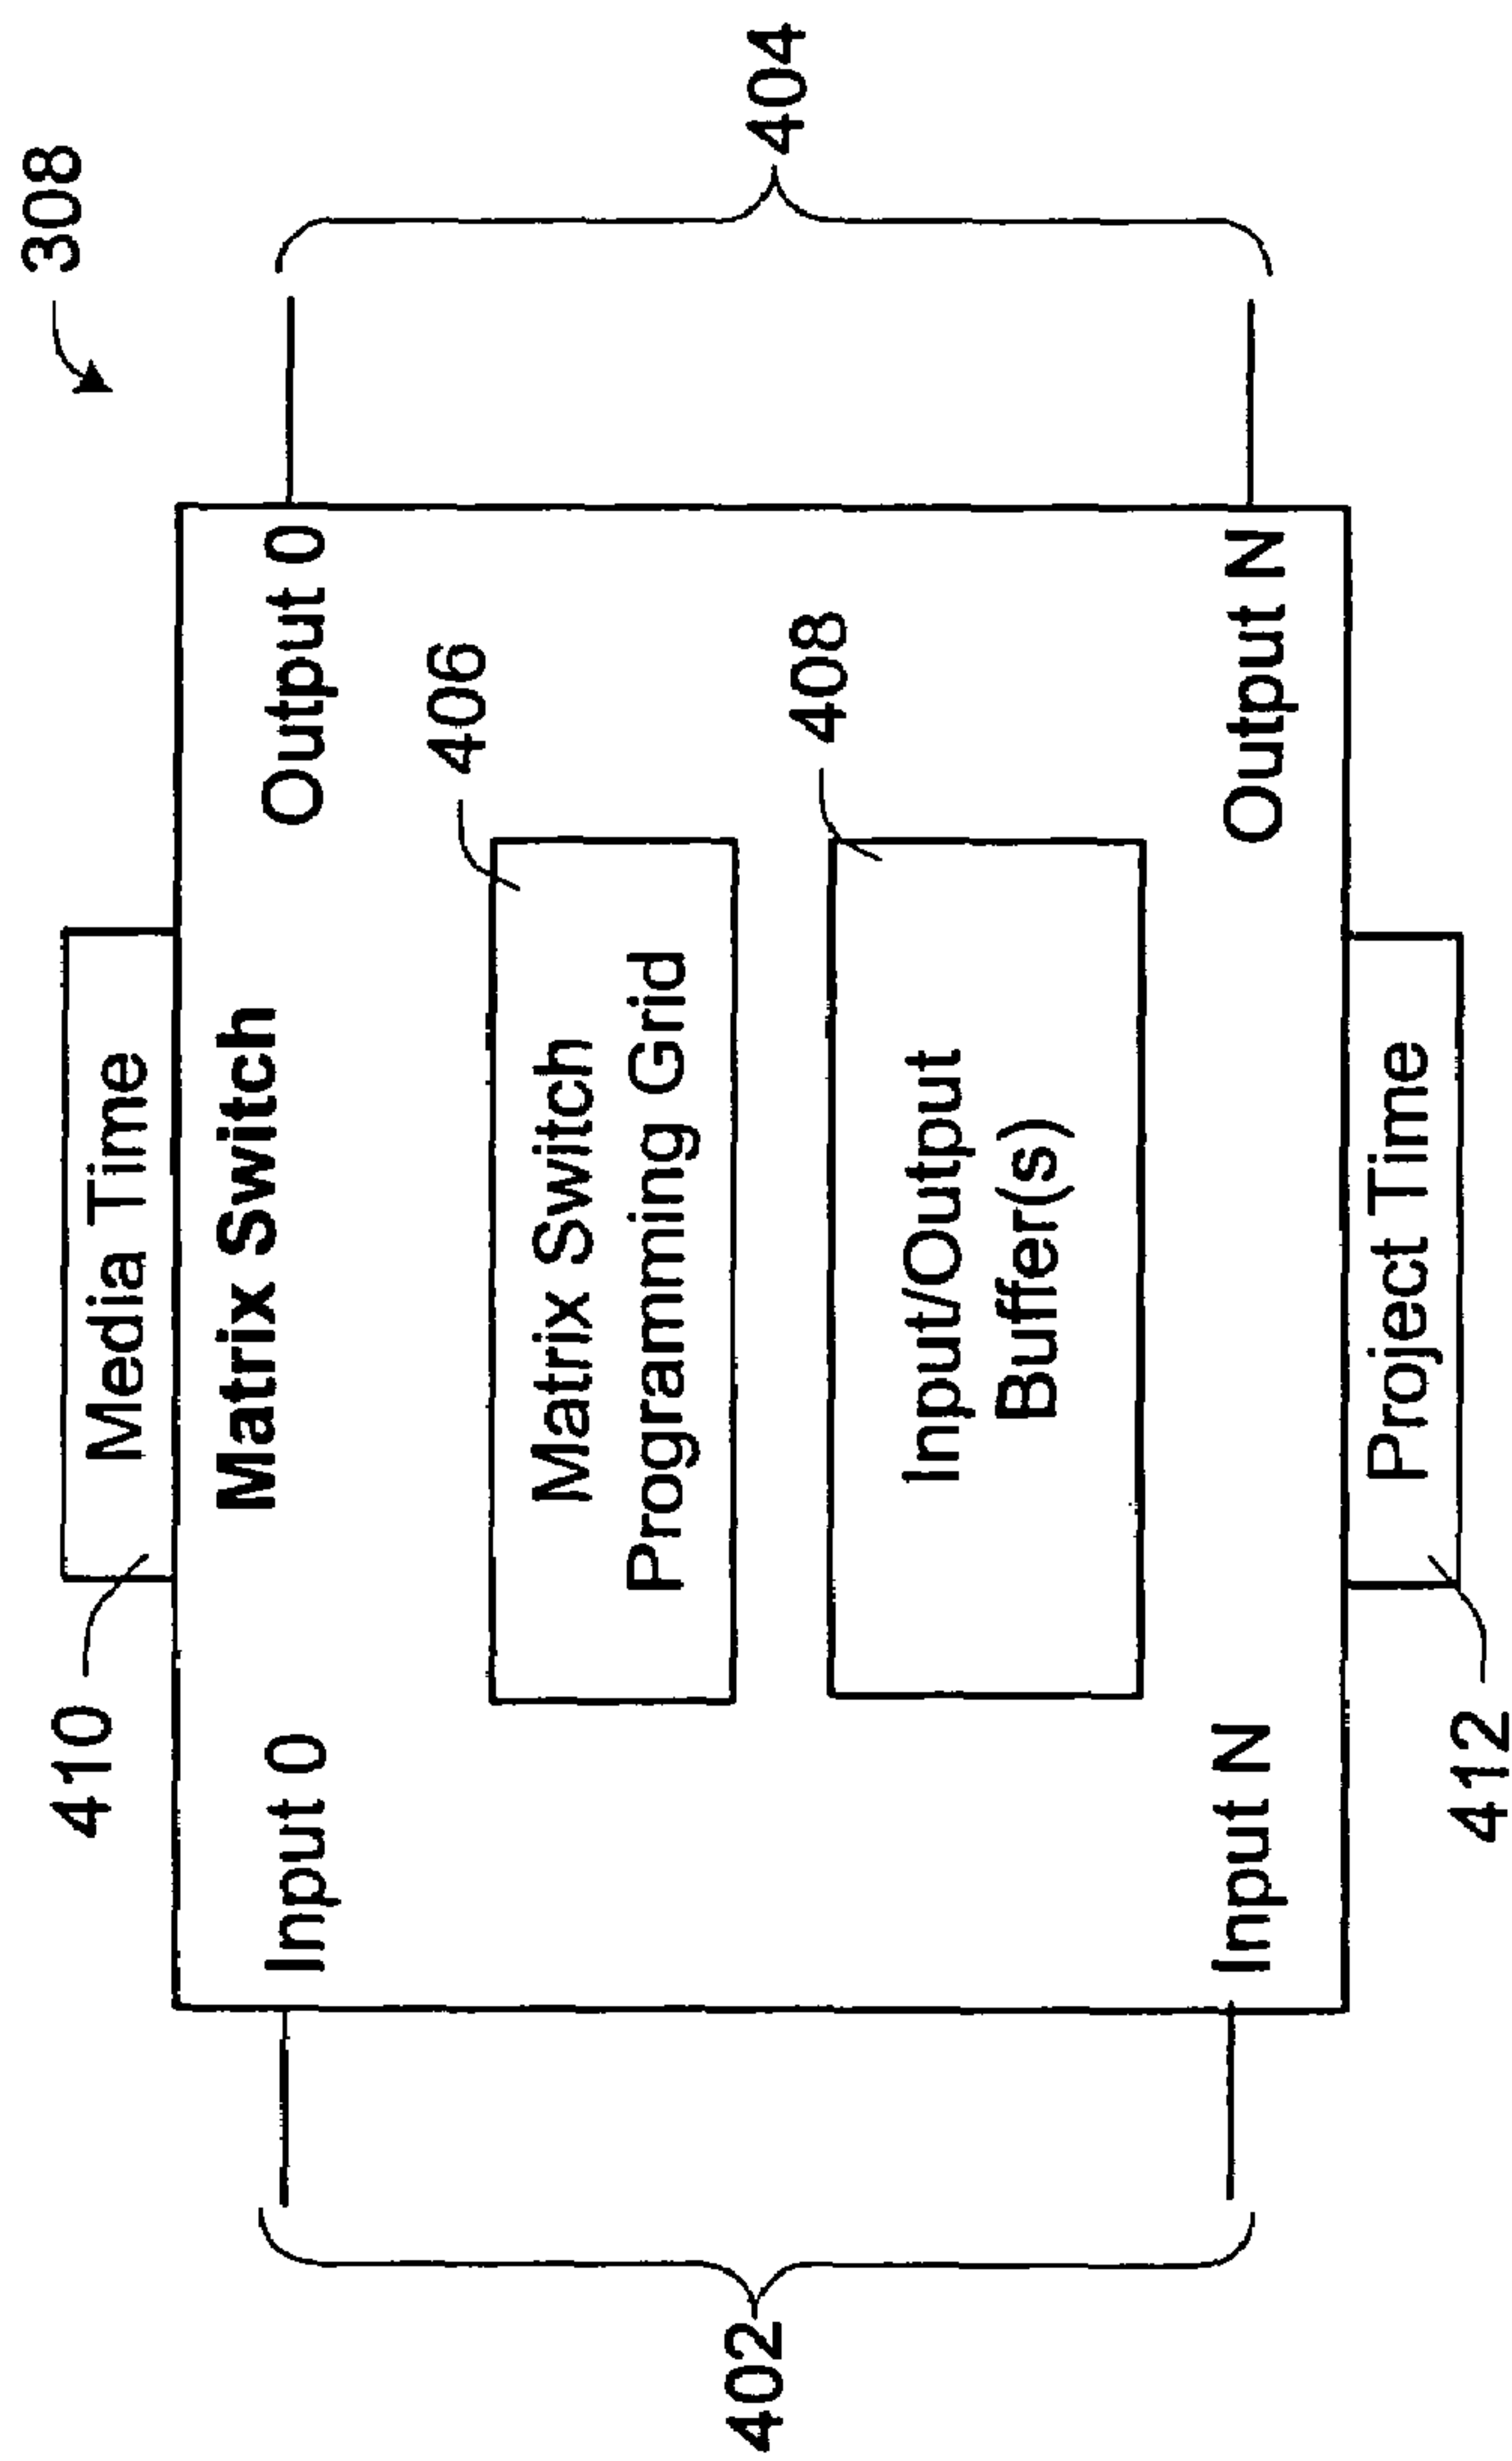 308
410
Media Time
Matrix Switch
Input 0
Output 0
406
Matrix Switch
Programming Grid
402
404
408
Input/Output
Buffer(s)
Input N
Output N
Project Time
412